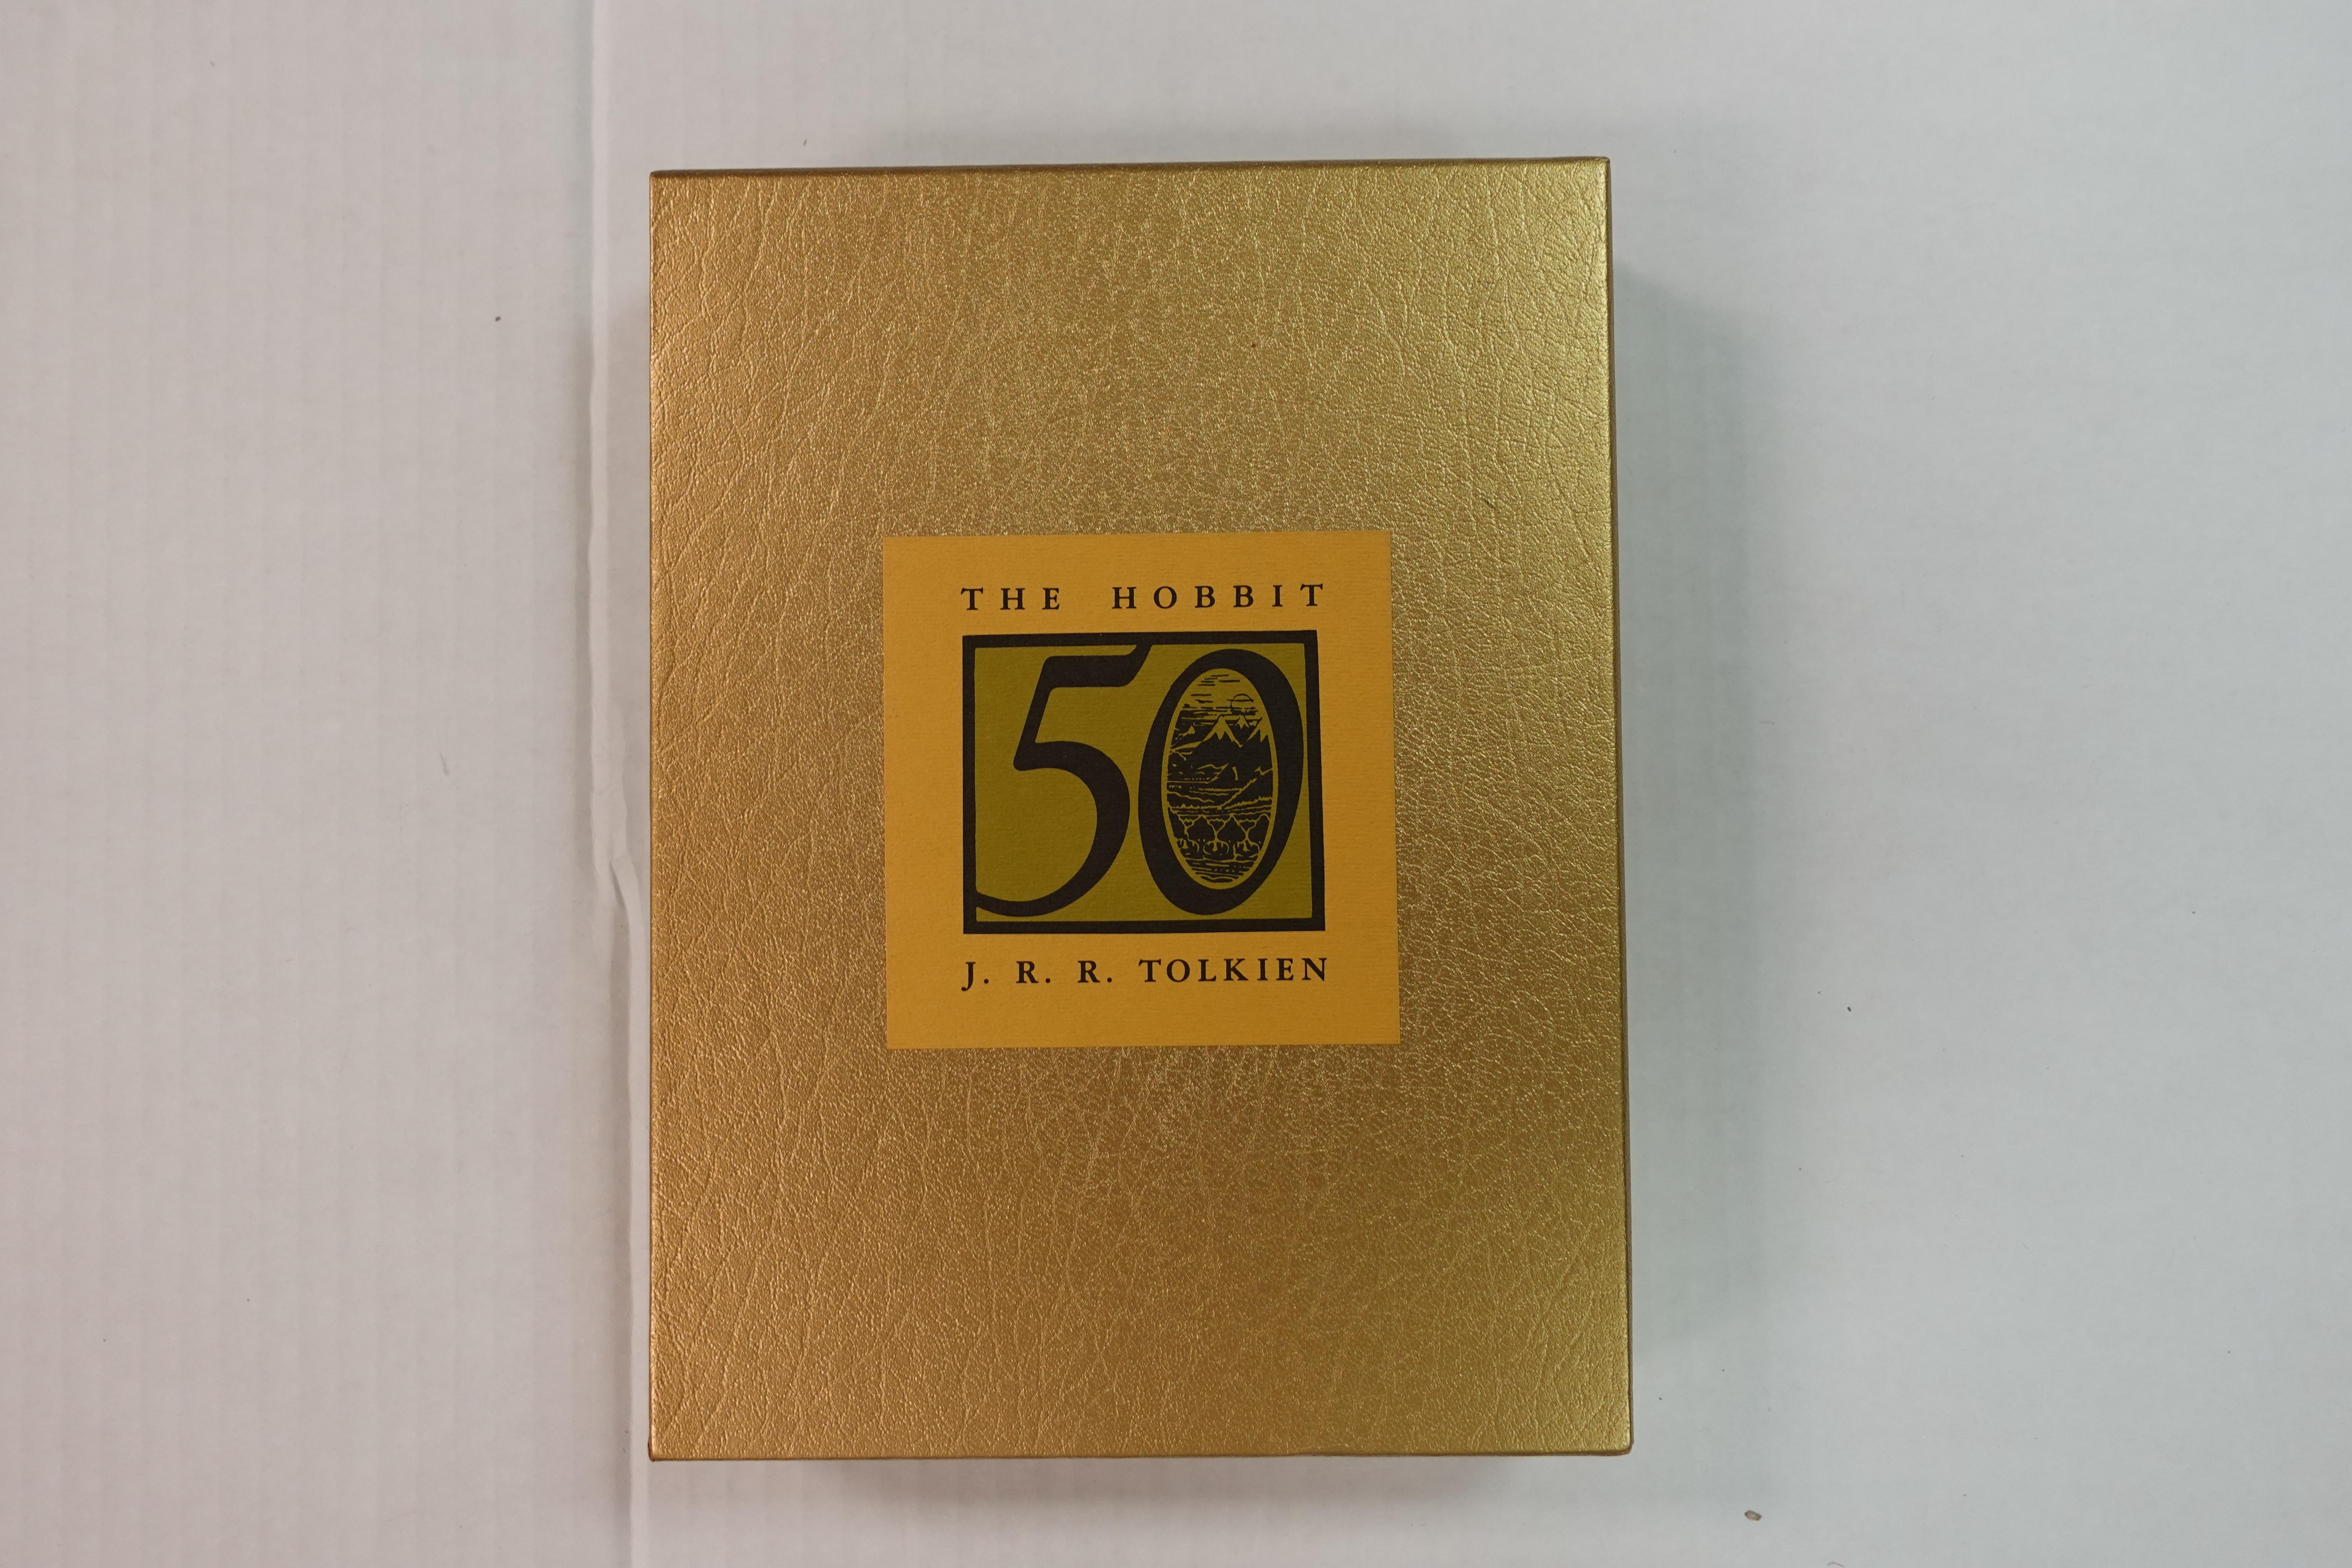 THE HOBBIT
50
J. R. R. TOLKIEN